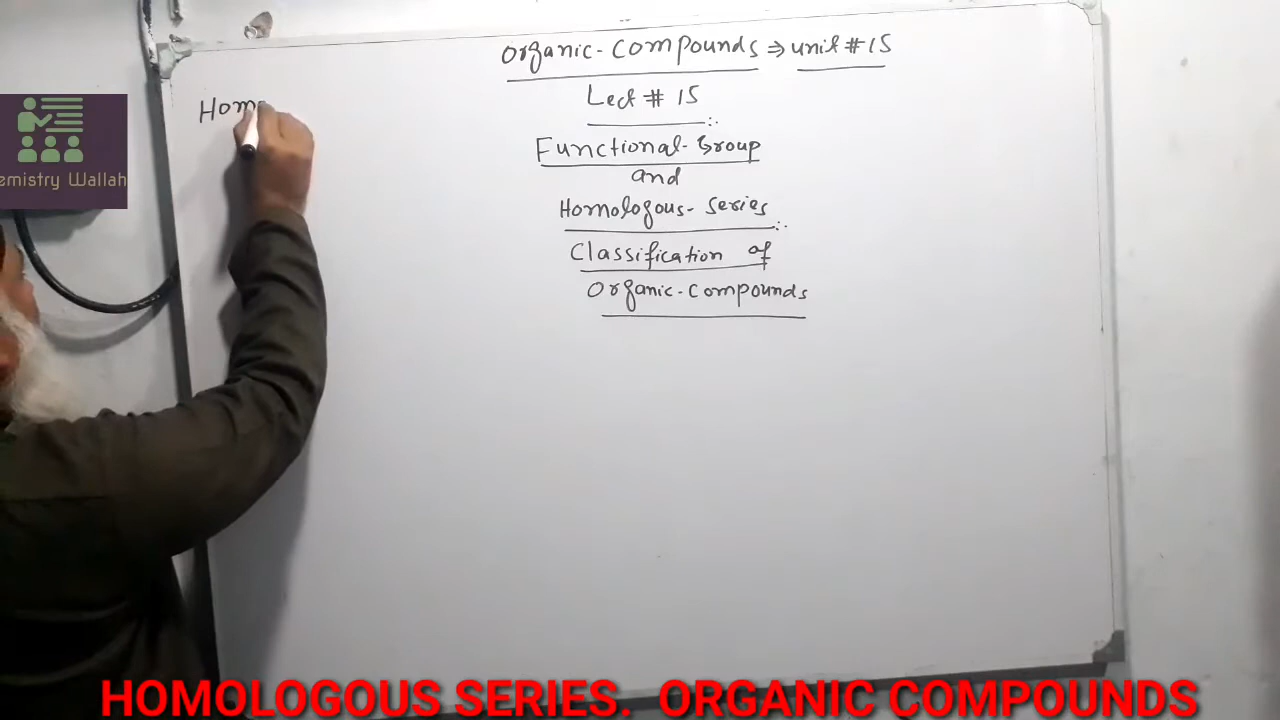 Organic-Compounds ⇒ unit # 15
Lect # 15
Functional-Group
and
Homologous-Series
Classification of
Organic-Compounds
Hom
emistry Wallah
HOMOLOGOUS SERIES. ORGANIC COMPOUNDS